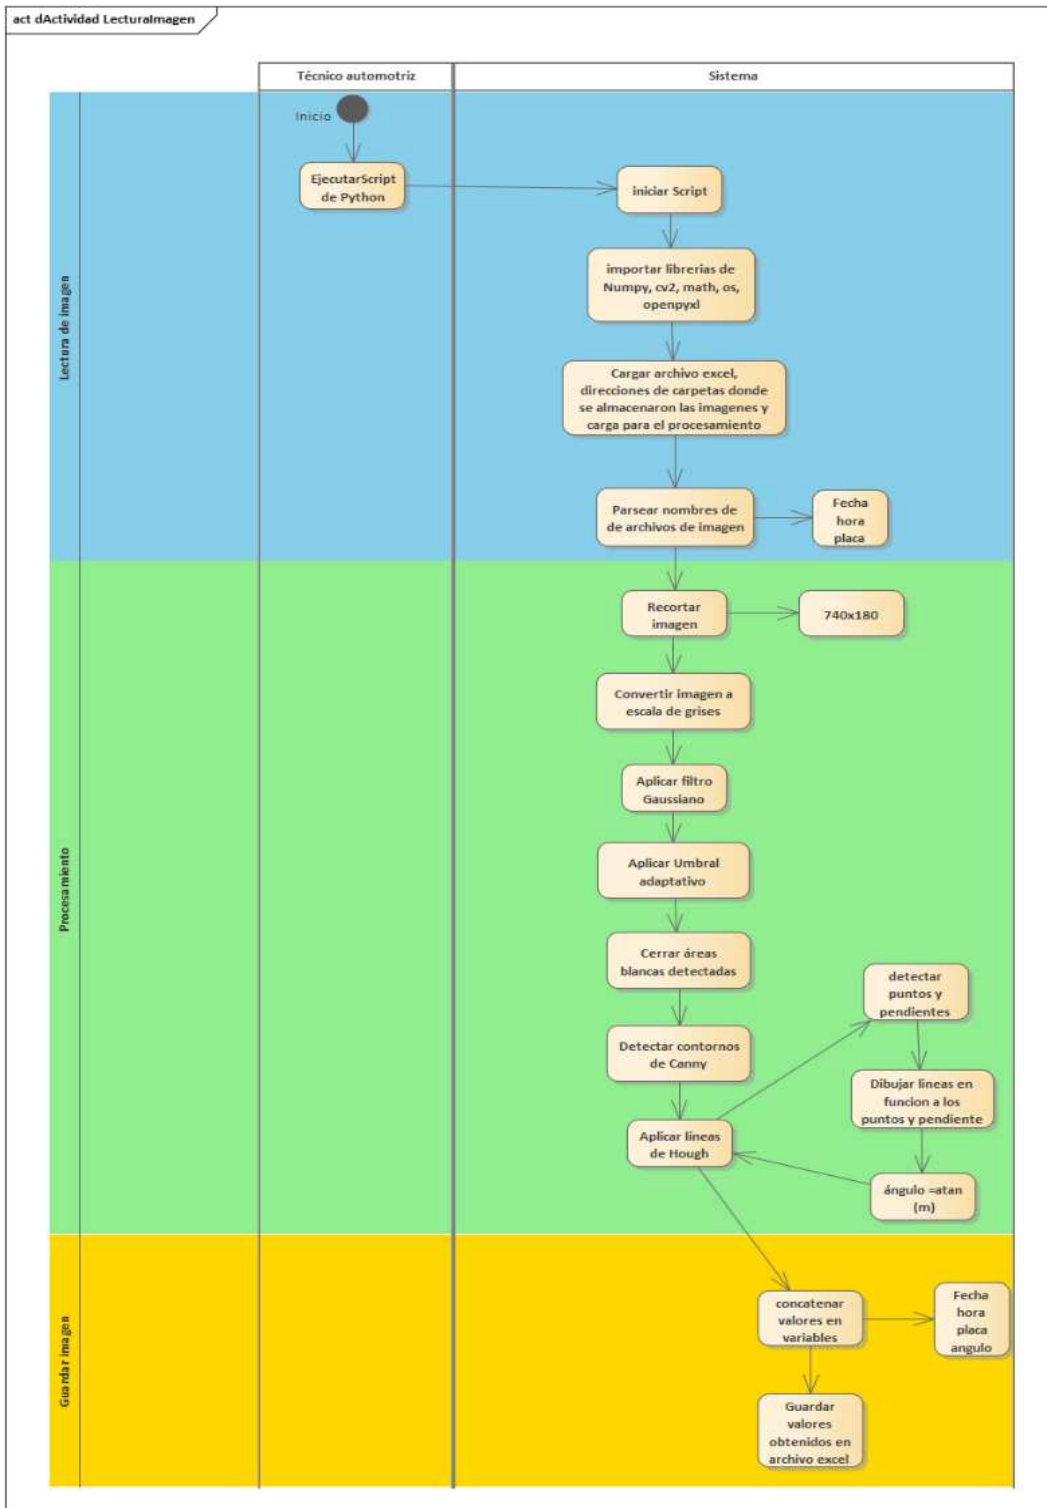 act dActividad LecturaImagen
Técnico automotriz
Sistema
Lectura de imagen
Inicio
EjecutarScript
de Python
iniciar Script
importar librerias de
Numpy, cv2, math, os,
openpyxl
Cargar archivo excel,
direcciones de carpetas donde
se almacenaron las imagenes y
carga para el procesamiento
Parsear nombres de
de archivos de imagen
Fecha
hora
placa
Procesamiento
Recortar
imagen
740x180
Convertir imagen a
escala de grises
Aplicar filtro
Gaussiano
Aplicar Umbral
adaptativo
Cerrar áreas
blancas detectadas
Detectar contornos
de Canny
Aplicar líneas
de Hough
detectar
puntos y
pendientes
Dibujar lineas en
funcion a los
puntos y pendiente
ángulo =atan
(m)
Guardar imagen
concatenar
valores en
variables
Fecha
hora
placa
angulo
Guardar
valores
obtenidos en
archivo excel